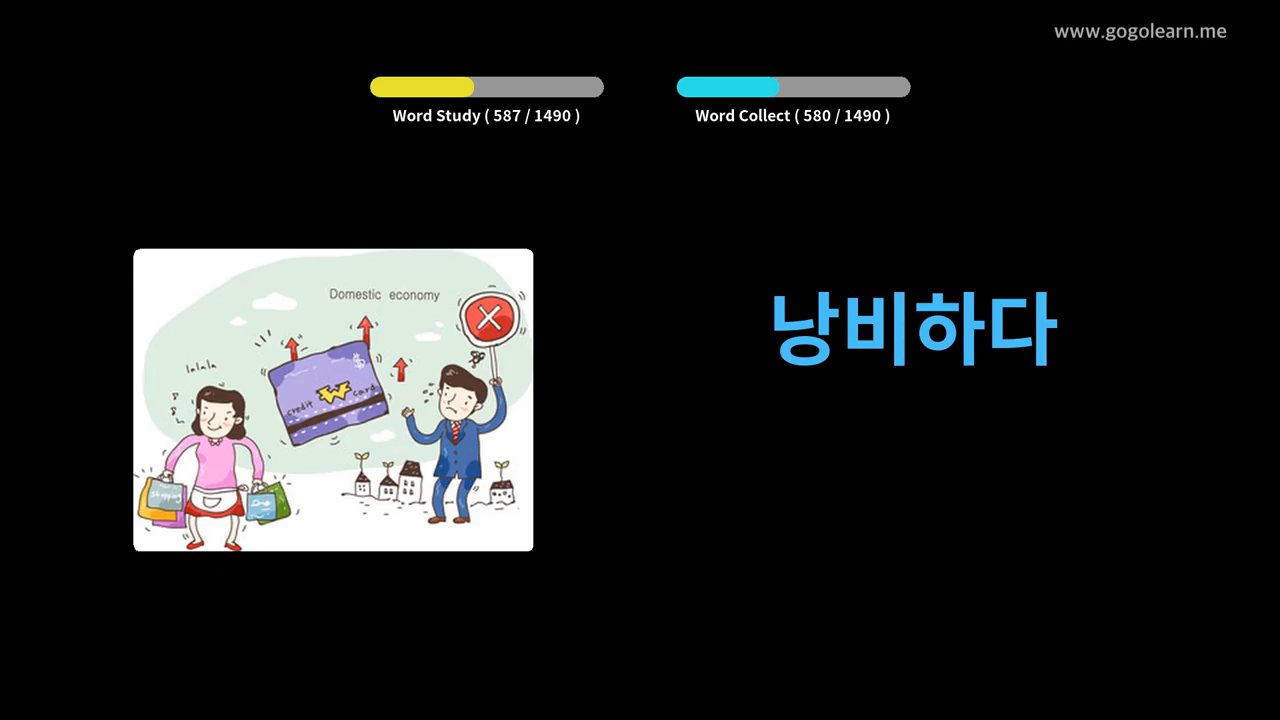 www.gogolearn.me
Word Study ( 587 / 1490 )
Word Collect ( 580 / 1490 )
Domestic economy
lalala
credit W card
Shopping
낭비하다